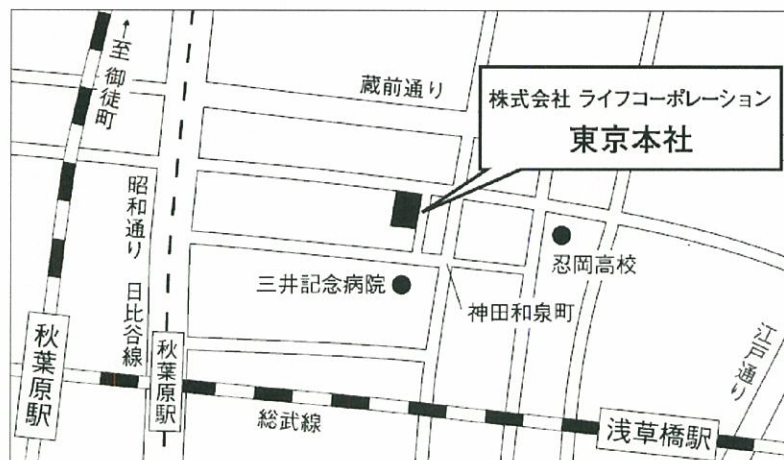 ↑至 御徒町
蔵前通り
株式会社 ライフコーポレーション
東京本社
昭和通り
日比谷線
三井記念病院
忍岡高校
神田和泉町
江戸通り
秋葉原駅
秋葉原駅
総武線
浅草橋駅